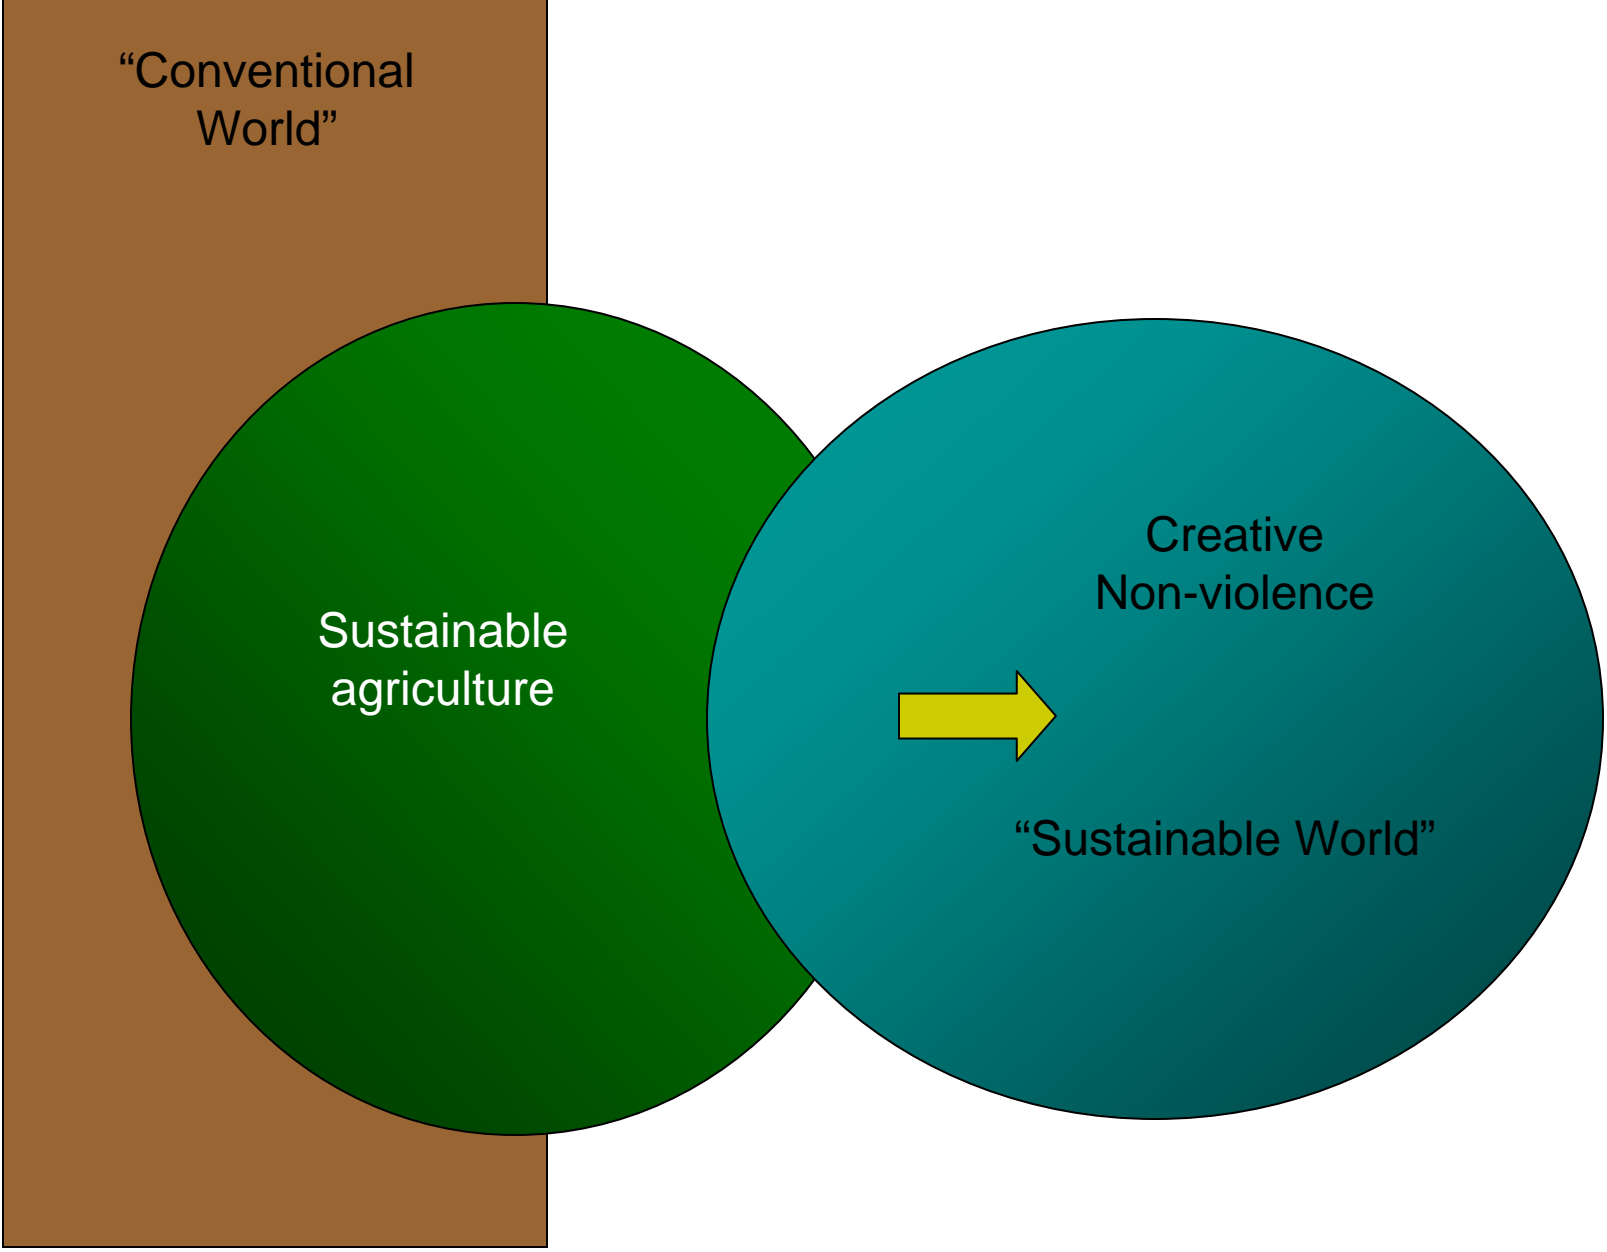 “Conventional
World”
Sustainable
agriculture
Creative
Non-violence
“Sustainable World”